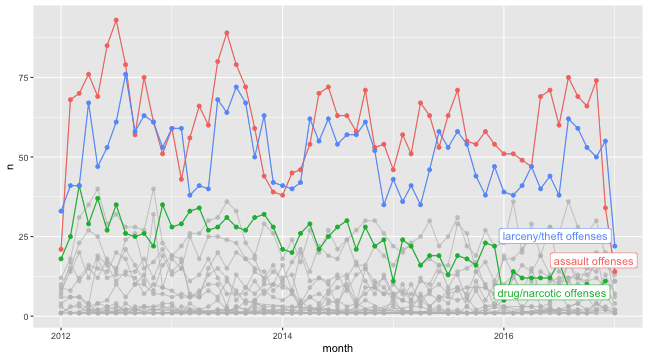 75
50
25
0
n
larceny/theft offenses
assault offenses
drug/narcotic offenses
2012
2014
2016
month